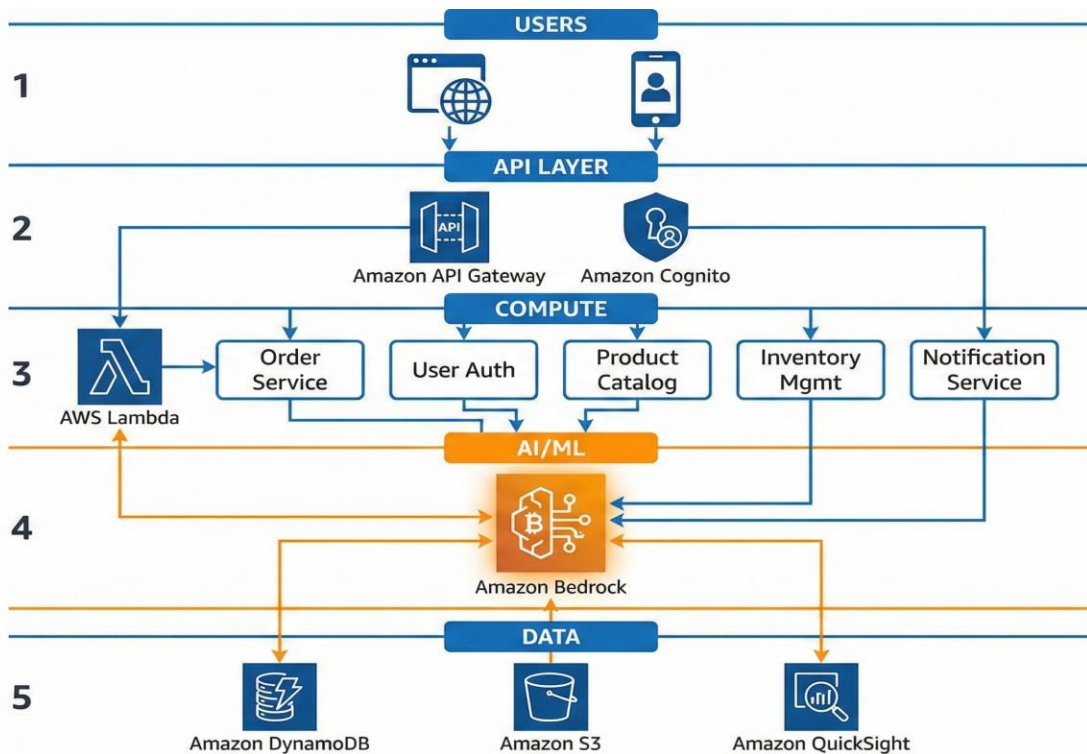 USERS
1
API LAYER
2
API
Amazon API Gateway
Amazon Cognito
COMPUTE
3
AWS Lambda
Order
Service
User Auth
Product
Catalog
Inventory
Mgmt
Notification
Service
AI/ML
4
B
Amazon Bedrock
DATA
5
Amazon DynamoDB
Amazon S3
Amazon QuickSight